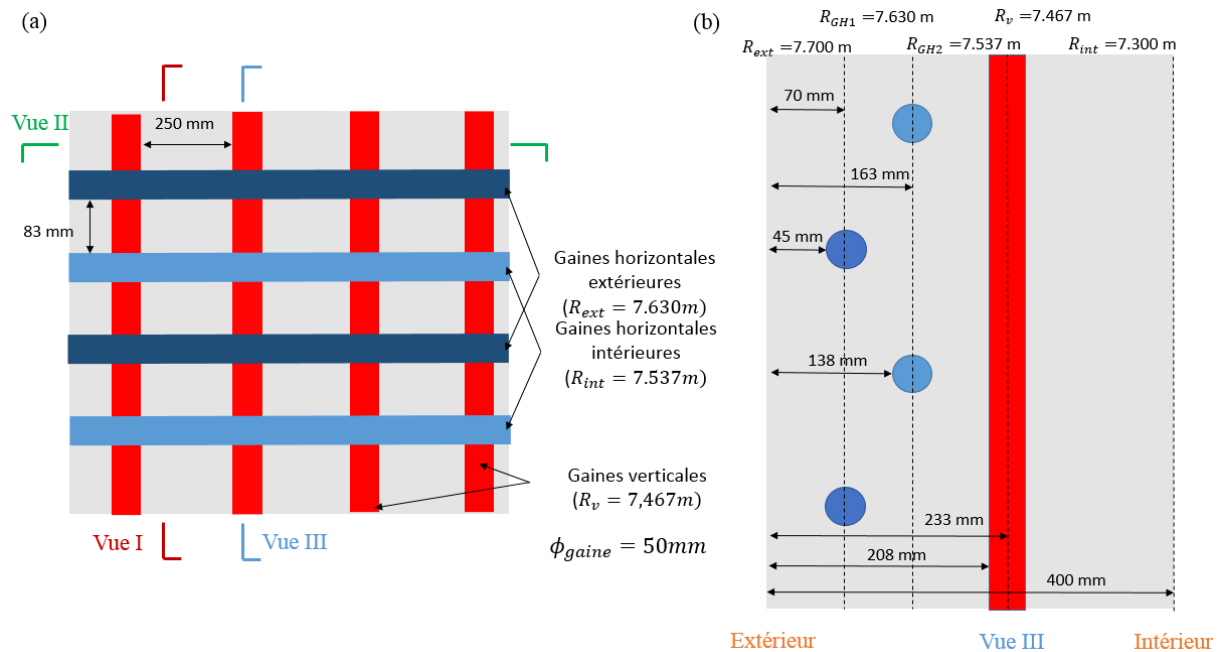 (a)
Vue II
250 mm
83 mm
Gaines horizontales
extérieures
(R_ext = 7.630m)
Gaines horizontales
intérieures
(R_int = 7.537m)
Gaines verticales
(R_v = 7,467m)
Vue I
Vue III
ϕ_gaine = 50mm
(b)
R_GH1 =7.630 m
R_v =7.467 m
R_ext =7.700 m
R_GH2 =7.537 m
R_int =7.300 m
70 mm
163 mm
45 mm
138 mm
233 mm
208 mm
400 mm
Extérieur
Vue III
Intérieur